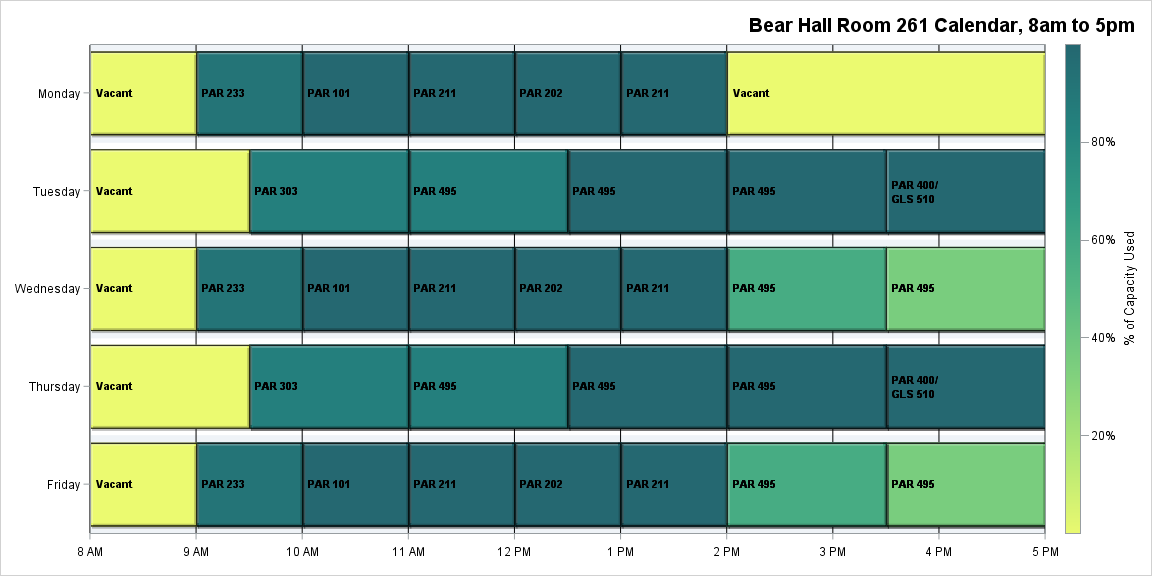 Bear Hall Room 261 Calendar, 8am to 5pm
Monday
Vacant
PAR 233
PAR 101
PAR 211
PAR 202
PAR 211
Vacant
Tuesday
Vacant
PAR 303
PAR 495
PAR 495
PAR 495
PAR 400/
GLS 510
Wednesday
Vacant
PAR 233
PAR 101
PAR 211
PAR 202
PAR 211
PAR 495
PAR 495
Thursday
Vacant
PAR 303
PAR 495
PAR 495
PAR 495
PAR 400/
GLS 510
Friday
Vacant
PAR 233
PAR 101
PAR 211
PAR 202
PAR 211
PAR 495
PAR 495
8 AM
9 AM
10 AM
11 AM
12 PM
1 PM
2 PM
3 PM
4 PM
5 PM
80%
60%
40%
20%
% of Capacity Used